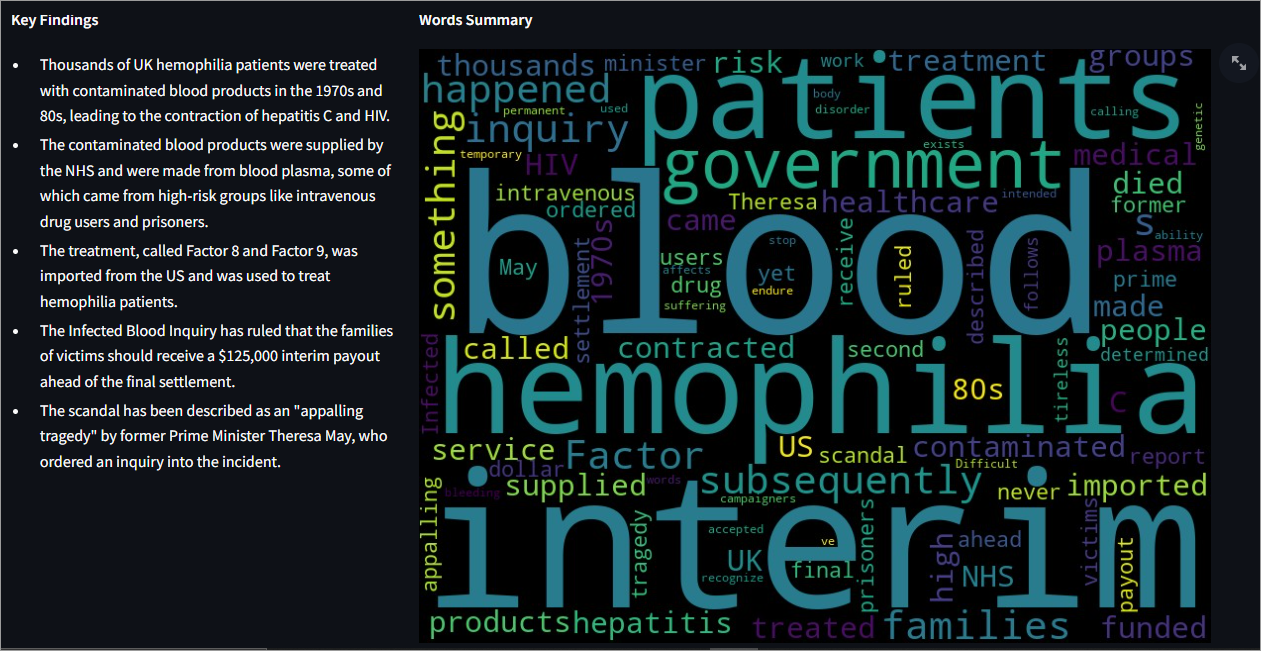 Key Findings
Words Summary
• Thousands of UK hemophilia patients were treated
with contaminated blood products in the 1970s and
80s, leading to the contraction of hepatitis C and HIV.
• The contaminated blood products were supplied by
the NHS and were made from blood plasma, some of
which came from high-risk groups like intravenous
drug users and prisoners.
• The treatment, called Factor 8 and Factor 9, was
imported from the US and was used to treat
hemophilia patients.
• The Infected Blood Inquiry has ruled that the families
of victims should receive a $125,000 interim payout
ahead of the final settlement.
• The scandal has been described as an "appalling
tragedy" by former Prime Minister Theresa May, who
ordered an inquiry into the incident.
thousands
minister
risk
work
treatment
groups
happened
patients
body
disorder
calling
genetic
permanent
used
something
inquiry
temporary
HIV
government
exists
medical
intravenous
ordered
Theresa
healthcare
intended
died
former
came
blood
s
ability
1970s
settlement
May
users
affects
drug
suffering
stop
yet
endure
receive
ruled
described
follows
plasma
prime
made
people
determined
Infected
called
contracted
second
hemophilia
80s
tireless
C
service
dollar
Factor
US
scandal
contaminated
Difficult
report
bleeding
supplied
words
subsequently
campaigners
never
imported
appalling
interim
tragedy
accepted
ve
UK
recognize
final
prisoners
high
ahead
NHS
victims
payout
products
hepatitis
treated
families
funded